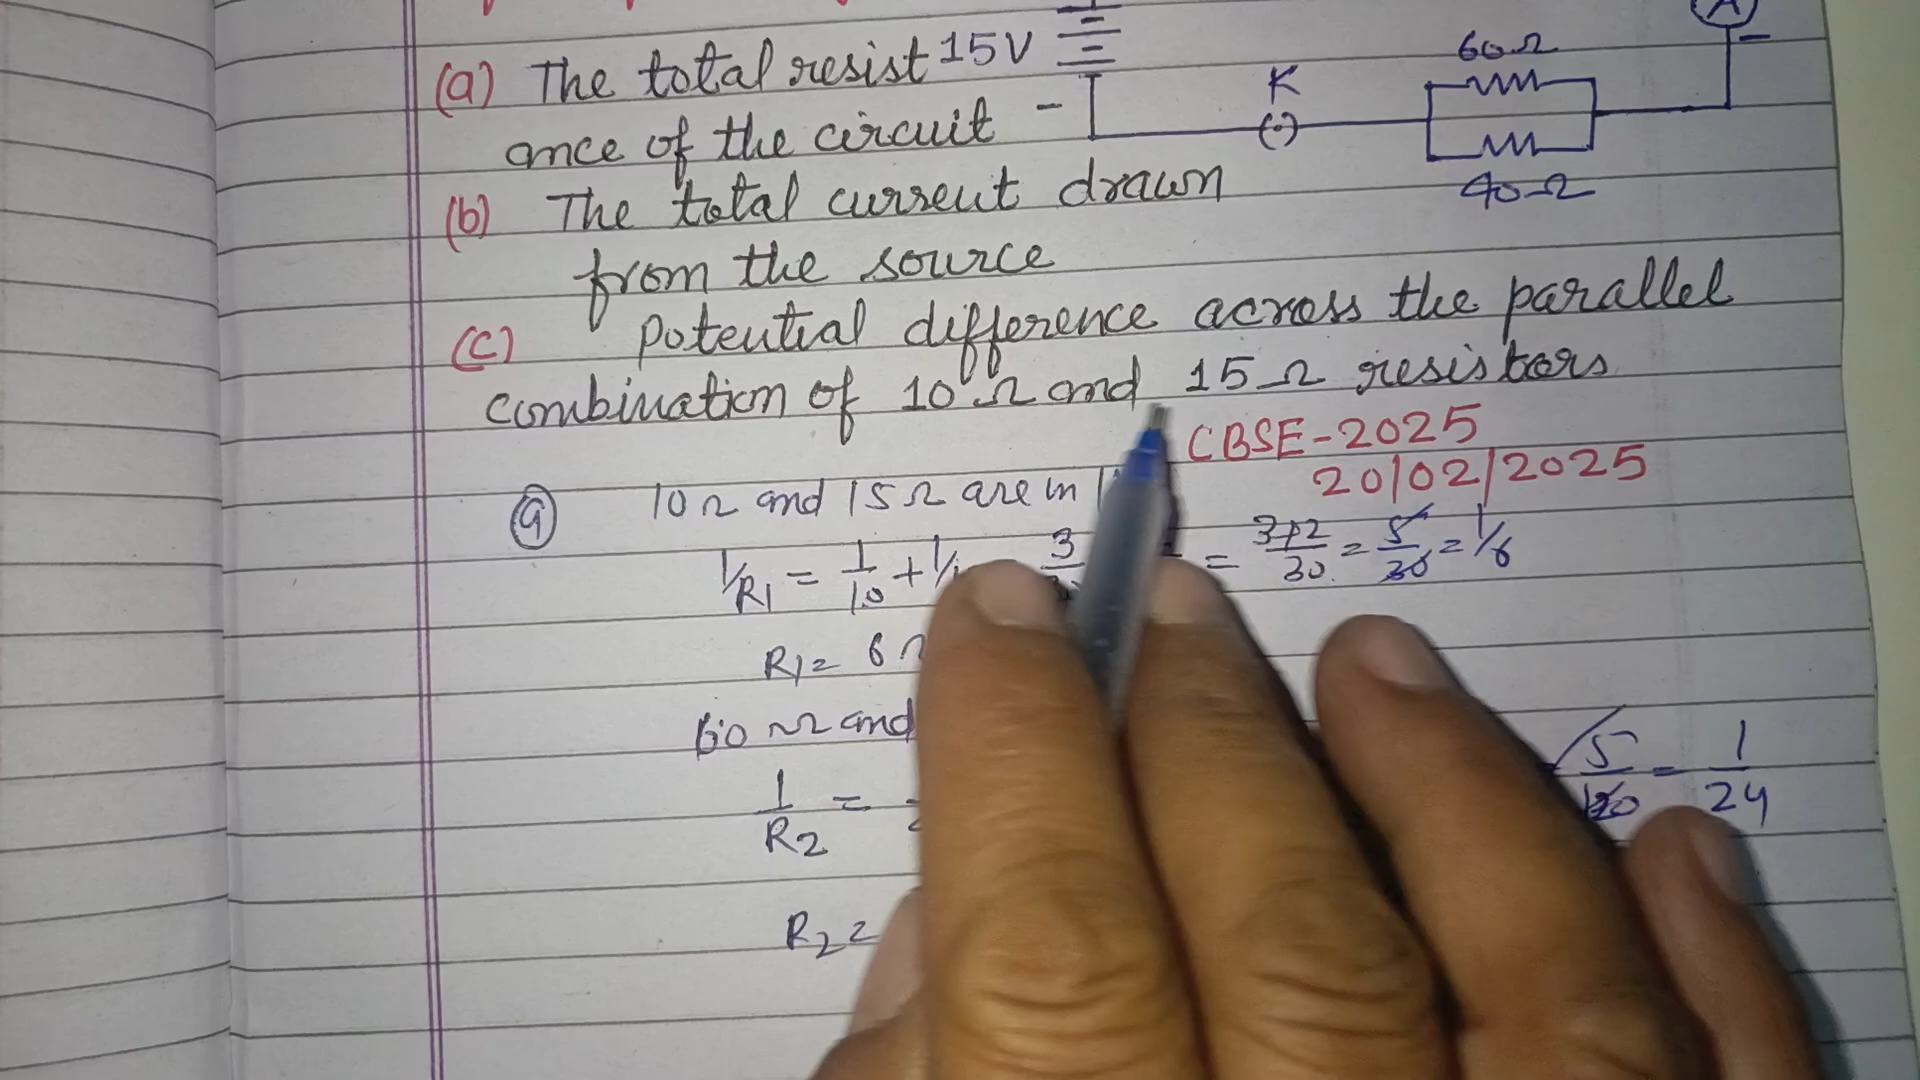 (a) The total resist 15V
ance of the circuit -
(b) The total current drawn
from the source
(c) potential difference across the parallel
combination of 10Ω and 15Ω resistors
A
-
60Ω
K
(·)
40Ω
CBSE-2025
20/02/2025
(a) 10Ω and 15Ω are in
1/R1 = 1/10 + 3 = 3+2/30 = 5/30 = 1/6
R1 = 6Ω
60Ω and
1/R2 = 5/120 = 1/24
R2 =